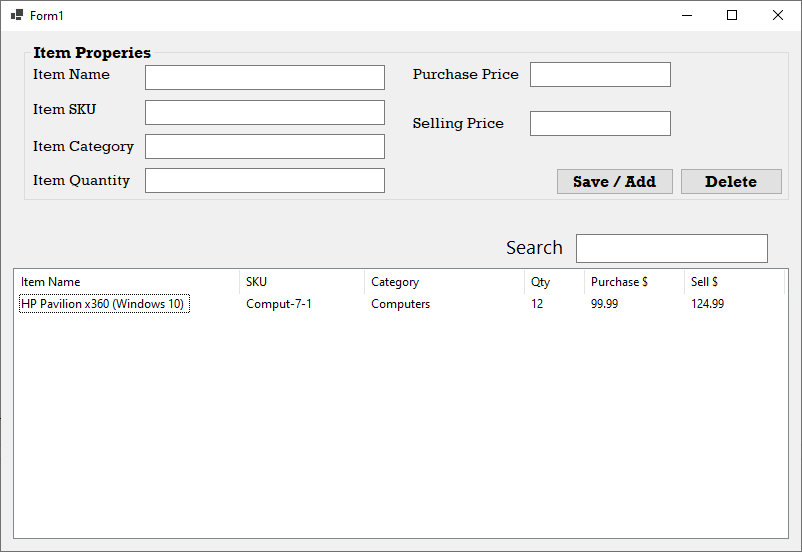 Form1
Item Properies
Item Name
Purchase Price
Item SKU
Selling Price
Item Category
Item Quantity
Save / Add Delete
Search
Item Name SKU Category Qty Purchase $ Sell $
HP Pavilion x360 (Windows 10) Comput-7-1 Computers 12 99.99 124.99